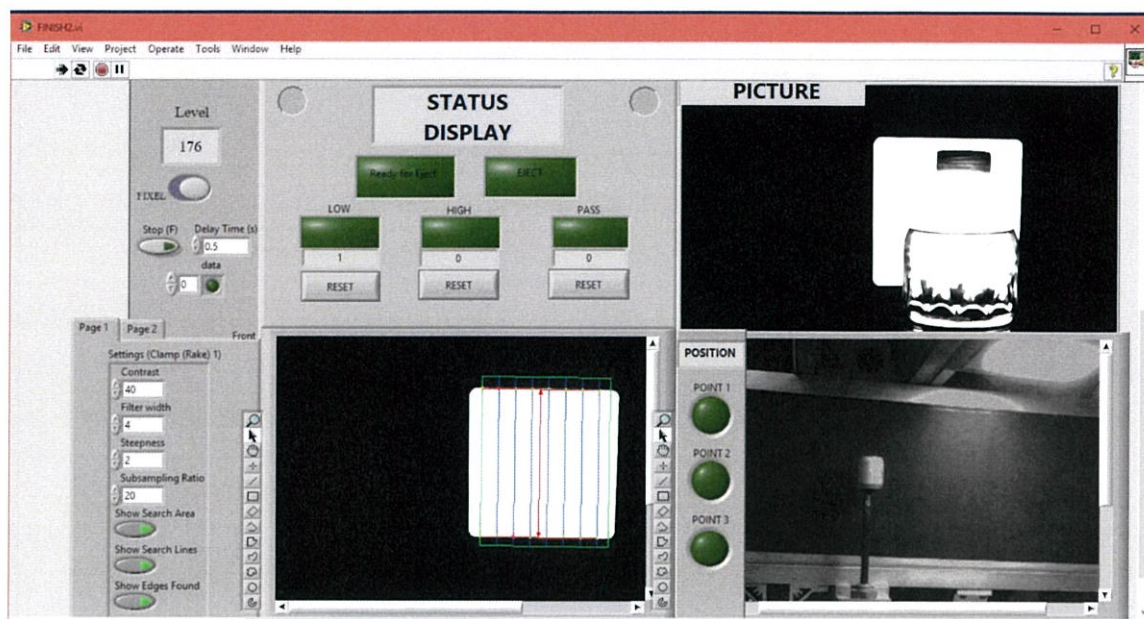 FINISH2.vi
File Edit View Project Operate Tools Window Help
Level
176
PIXEL
Stop (F) Delay Time (s)
0.5
data
0
STATUS
DISPLAY
Ready for Eject EJECT
LOW HIGH PASS
1 0 0
RESET RESET RESET
PICTURE
Page 1 Page 2 Front
Settings (Clamp (Rake) 1)
Contrast
40
Filter width
4
Steepness
2
Subsampling Ratio
20
Show Search Area
Show Search Lines
Show Edges Found
POSITION
POINT 1
POINT 2
POINT 3